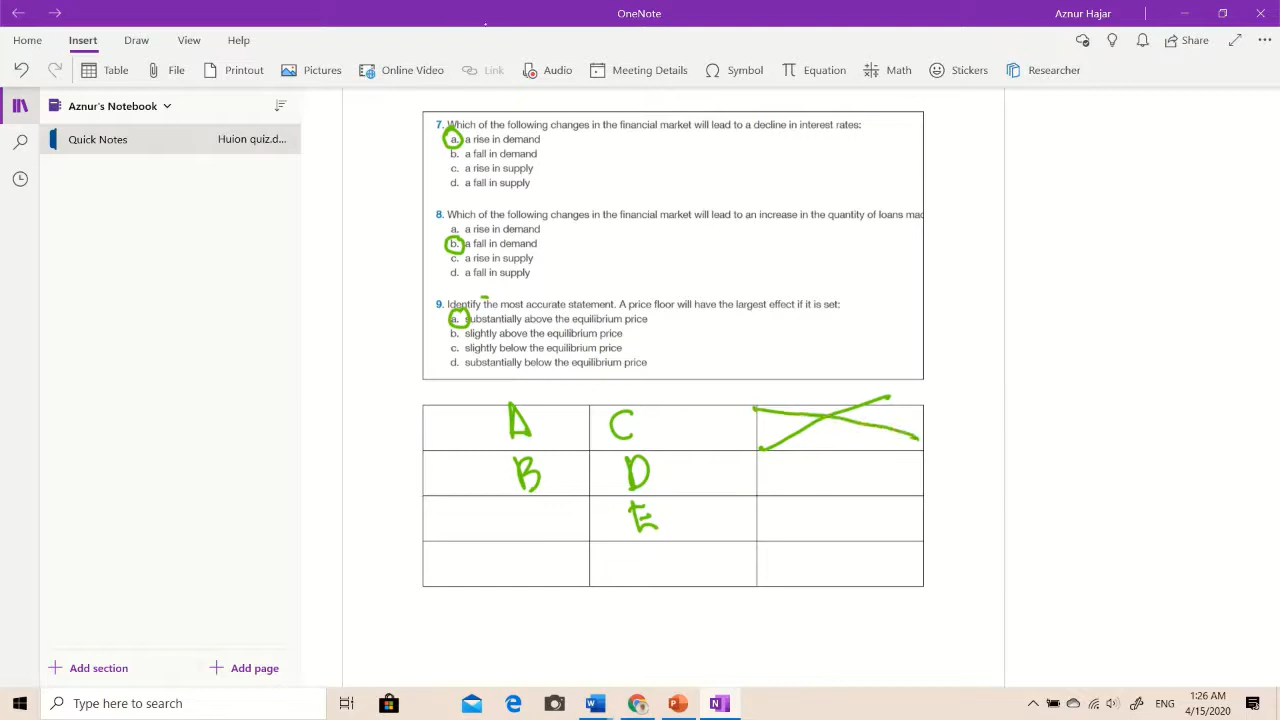 OneNote
Aznur Hajar
Home Insert Draw View Help
Share
Table File Printout Pictures Online Video Link Audio Meeting Details Symbol Equation Math Stickers Researcher
Aznur's Notebook
Quick Notes
Huion quiz.d...
7. Which of the following changes in the financial market will lead to a decline in interest rates:
a. a rise in demand
b. a fall in demand
c. a rise in supply
d. a fall in supply
8. Which of the following changes in the financial market will lead to an increase in the quantity of loans mac
a. a rise in demand
b. a fall in demand
c. a rise in supply
d. a fall in supply
9. Identify the most accurate statement. A price floor will have the largest effect if it is set:
a. substantially above the equilibrium price
b. slightly above the equilibrium price
c. slightly below the equilibrium price
d. substantially below the equilibrium price
A C
B D
E
Add section
Add page
Type here to search
ENG
1:26 AM
4/15/2020